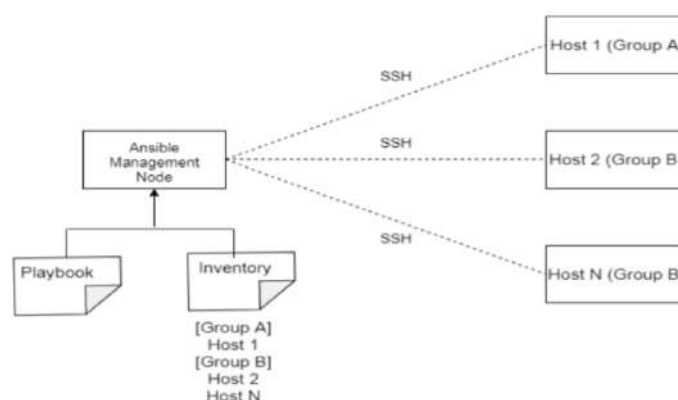 Host 1 (Group A
SSH
Ansible
Management
Node
SSH
Host 2 (Group B
SSH
Playbook
Inventory
Host N (Group B
[Group A]
Host 1
[Group B]
Host 2
Host N